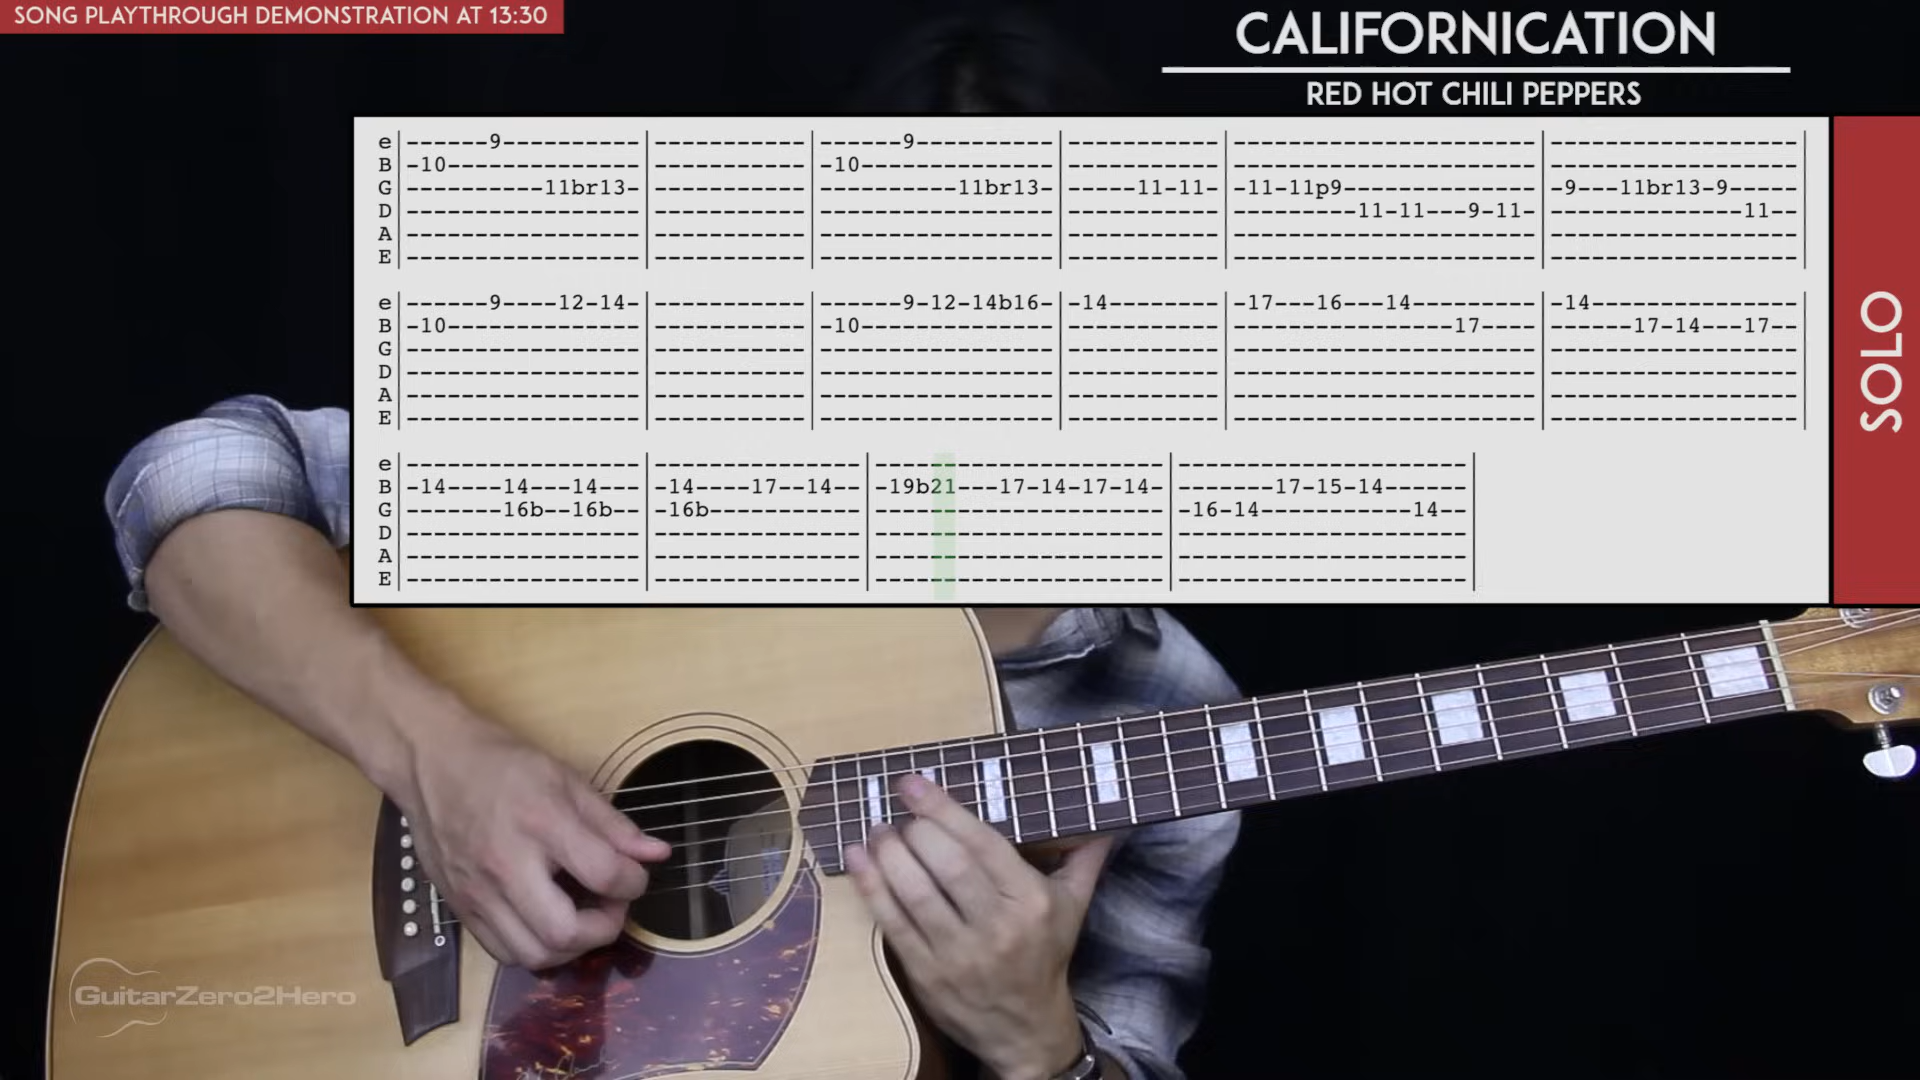 SONG PLAYTHROUGH DEMONSTRATION AT 13:30
CALIFORNICATION
RED HOT CHILI PEPPERS
e|------9----------|-----------|------9----------|-----------|----------------------|------------------|
B|-10--------------|-----------|-10--------------|-----------|----------------------|------------------|
G|----------11br13-|-----------|----------11br13-|-----11-11-|-11-11p9--------------|-9---11br13-9-----|
D|-----------------|-----------|-----------------|-----------|---------11-11---9-11-|--------------11--|
A|-----------------|-----------|-----------------|-----------|----------------------|------------------|
E|-----------------|-----------|-----------------|-----------|----------------------|------------------|
e|------9----12-14-|-----------|------9-12-14b16-|-14--------|-17---16---14---------|-14---------------|
B|-10--------------|-----------|-10--------------|-----------|----------------17----|------17-14---17--|
G|-----------------|-----------|-----------------|-----------|----------------------|------------------|
D|-----------------|-----------|-----------------|-----------|----------------------|------------------|
A|-----------------|-----------|-----------------|-----------|----------------------|------------------|
E|-----------------|-----------|-----------------|-----------|----------------------|------------------|
e|-----------------|---------------|---------------------|---------------------|
B|-14----14---14---|-14----17--14--|-19b21---17-14-17-14-|-------17-15-14------|
G|-------16b--16b--|-16b-----------|---------------------|-16-14-----------14--|
D|-----------------|---------------|---------------------|---------------------|
A|-----------------|---------------|---------------------|---------------------|
E|-----------------|---------------|---------------------|---------------------|
SOLO
GuitarZero2Hero